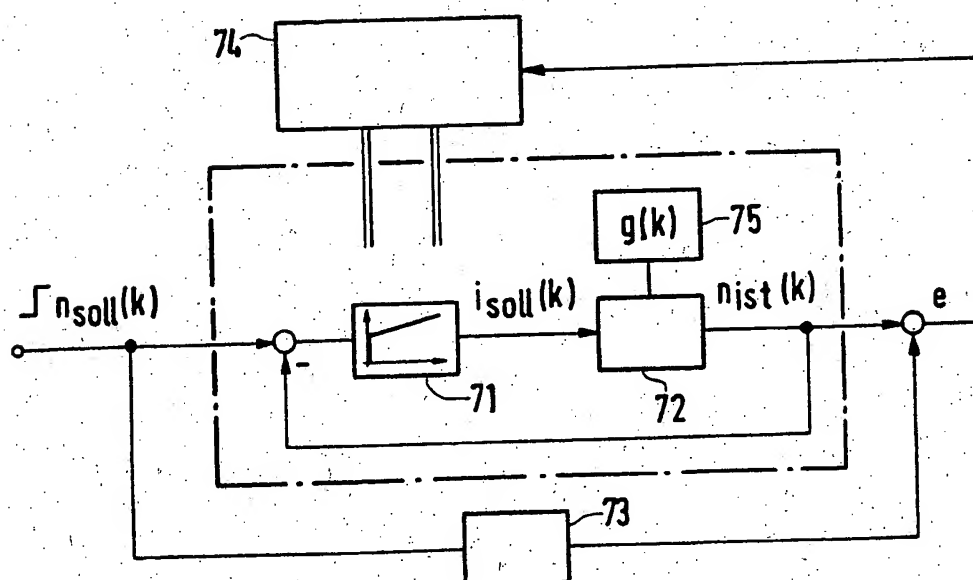 74
g(k)
75
n_soll(k)
i_soll(k)
n_ist(k)
e
-
71
72
73